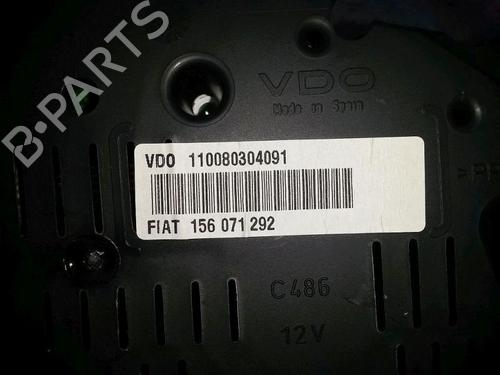 B-PARTS
VDO
Made in Spain
VDO 110080304091
FIAT 156 071 292
C486
12V